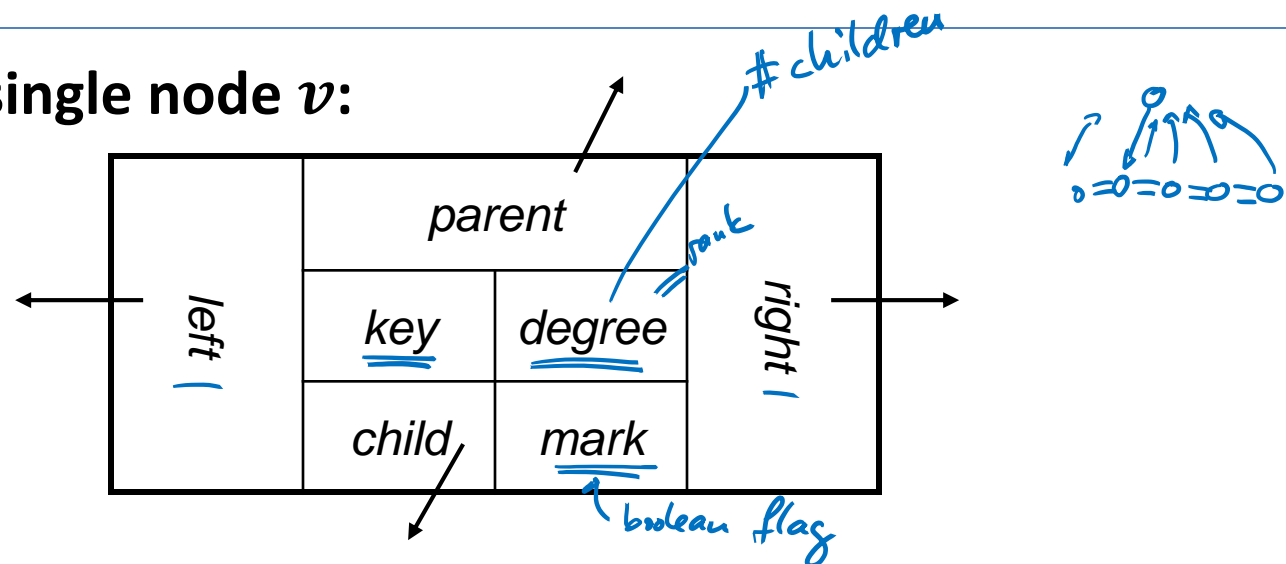 # children
single node v:
parent
rank
left
key
degree
right
child
mark
boolean flag